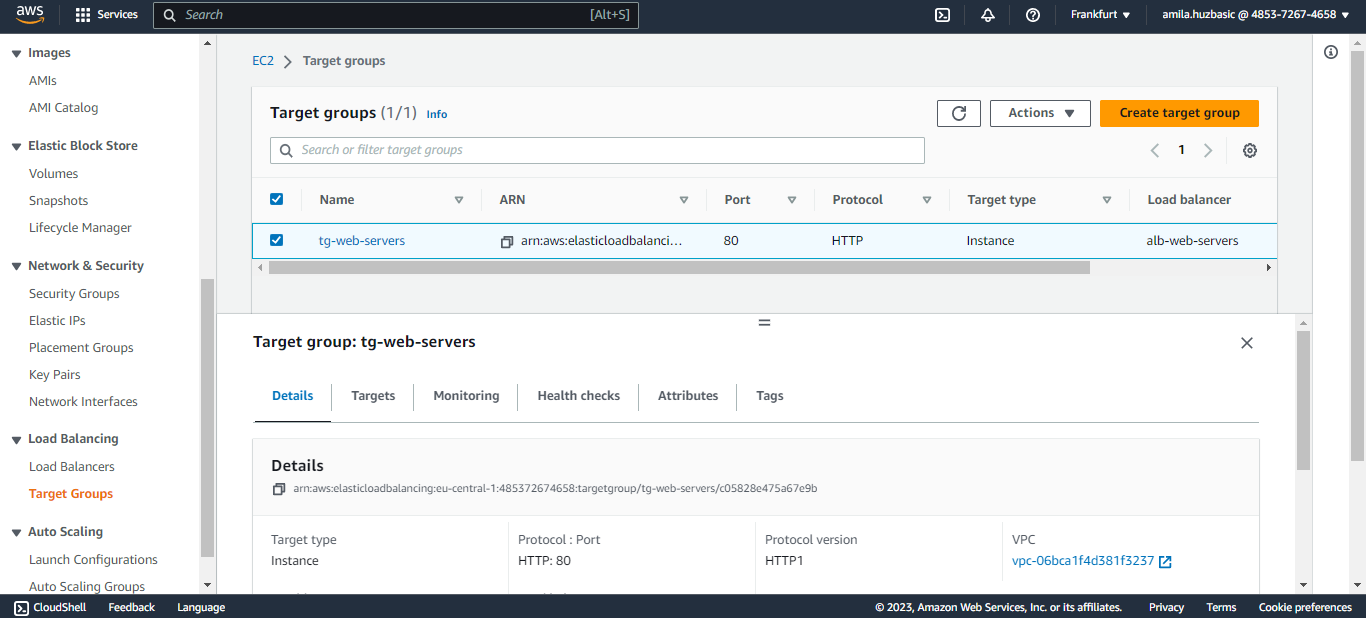 aws
Services
Search
[Alt+S]
Frankfurt
amila.huzbasic @ 4853-7267-4658
Images
AMIs
AMI Catalog
Elastic Block Store
Volumes
Snapshots
Lifecycle Manager
Network & Security
Security Groups
Elastic IPs
Placement Groups
Key Pairs
Network Interfaces
Load Balancing
Load Balancers
Target Groups
Auto Scaling
Launch Configurations
Auto Scaling Groups
EC2 > Target groups
Target groups (1/1) Info
Actions
Create target group
Search or filter target groups
1
Name ARN Port Protocol Target type Load balancer
tg-web-servers arn:aws:elasticloadbalanci... 80 HTTP Instance alb-web-servers
Target group: tg-web-servers
Details Targets Monitoring Health checks Attributes Tags
Details
arn:aws:elasticloadbalancing:eu-central-1:485372674658:targetgroup/tg-web-servers/c05828e475a67e9b
Target type Protocol : Port Protocol version VPC
Instance HTTP: 80 HTTP1 vpc-06bca1f4d381f3237
CloudShell Feedback Language © 2023, Amazon Web Services, Inc. or its affiliates. Privacy Terms Cookie preferences